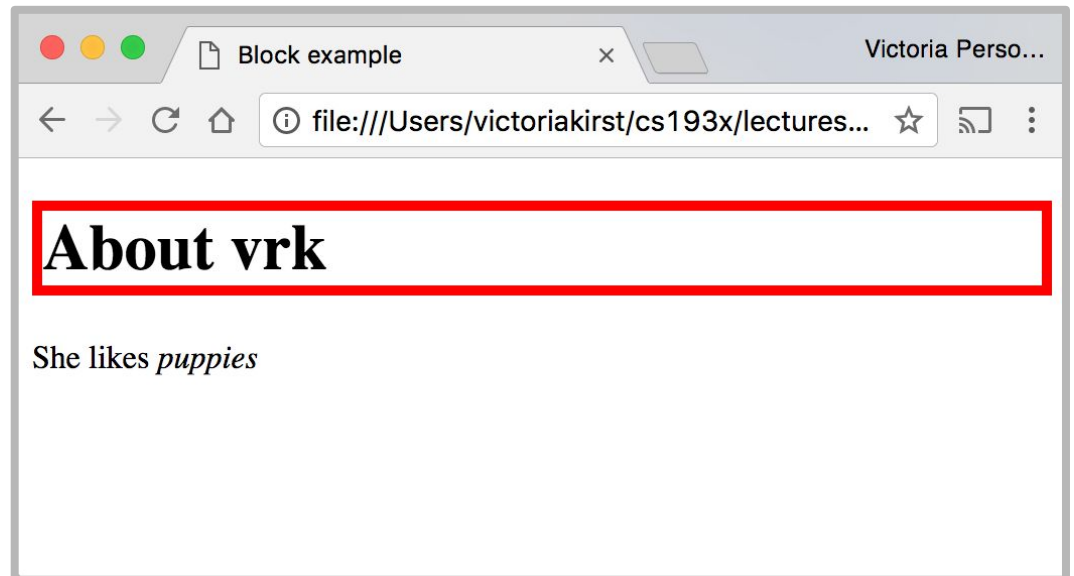 Block example
Victoria Perso...
file:///Users/victoriakirst/cs193x/lectures...
About vrk
She likes puppies